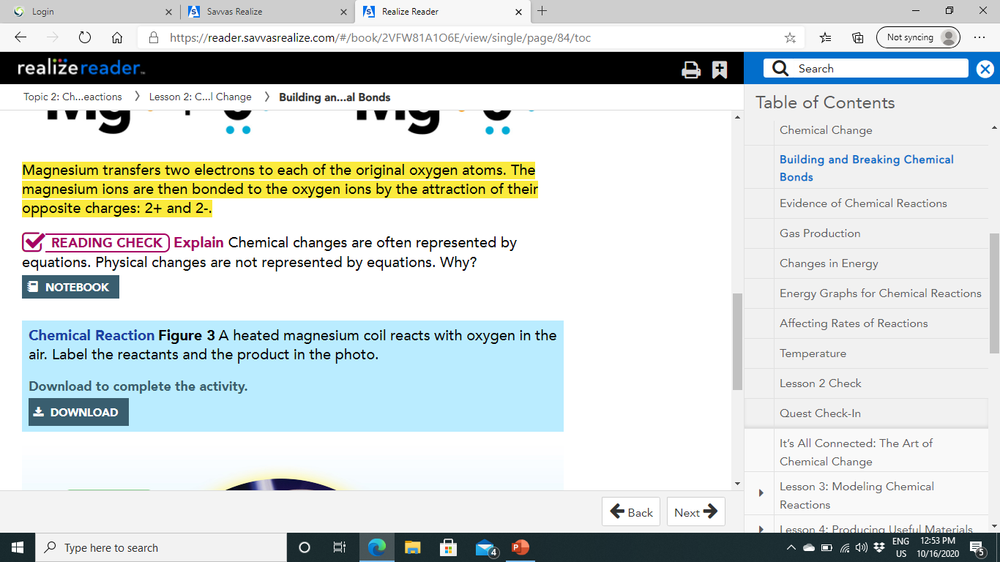 Login
Savvas Realize
Realize Reader
https://reader.savvasrealize.com/#/book/2VFW81A1O6E/view/single/page/84/toc
Not syncing
realizereader™
Search
Topic 2: Ch...eactions
Lesson 2: C...l Change
Building an...al Bonds
Table of Contents
Mg
+
Mg
Magnesium transfers two electrons to each of the original oxygen atoms. The
magnesium ions are then bonded to the oxygen ions by the attraction of their
opposite charges: 2+ and 2-.
READING CHECK Explain Chemical changes are often represented by
equations. Physical changes are not represented by equations. Why?
NOTEBOOK
Chemical Reaction Figure 3 A heated magnesium coil reacts with oxygen in the
air. Label the reactants and the product in the photo.
Download to complete the activity.
DOWNLOAD
Chemical Change
Building and Breaking Chemical
Bonds
Evidence of Chemical Reactions
Gas Production
Changes in Energy
Energy Graphs for Chemical Reactions
Affecting Rates of Reactions
Temperature
Lesson 2 Check
Quest Check-In
It's All Connected: The Art of
Chemical Change
Lesson 3: Modeling Chemical
Reactions
Lesson 4: Producing Useful Materials
Back
Next
Type here to search
4
P
ENG
US
12:53 PM
10/16/2020
5